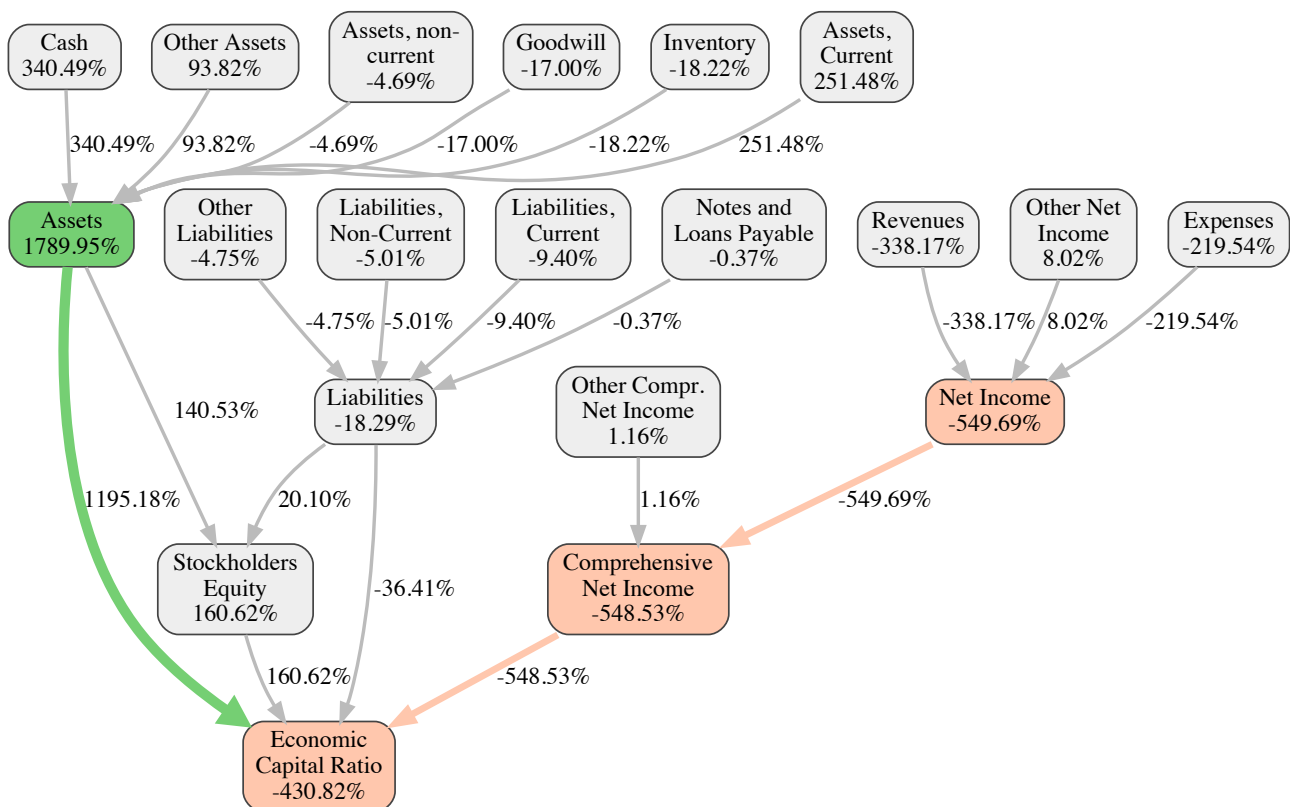 Cash
340.49%
Other Assets
93.82%
Assets, non-
current
-4.69%
Goodwill
-17.00%
Inventory
-18.22%
Assets,
Current
251.48%
340.49%
93.82%
-4.69%
-17.00%
-18.22%
251.48%
Assets
1789.95%
Other
Liabilities
-4.75%
Liabilities,
Non-Current
-5.01%
Liabilities,
Current
-9.40%
Notes and
Loans Payable
-0.37%
Revenues
-338.17%
Other Net
Income
8.02%
Expenses
-219.54%
-4.75%
-5.01%
-9.40%
-0.37%
-338.17%
8.02%
-219.54%
Liabilities
-18.29%
Other Compr.
Net Income
1.16%
Net Income
-549.69%
140.53%
1195.18%
20.10%
1.16%
-549.69%
Stockholders
Equity
160.62%
-36.41%
Comprehensive
Net Income
-548.53%
160.62%
-548.53%
Economic
Capital Ratio
-430.82%